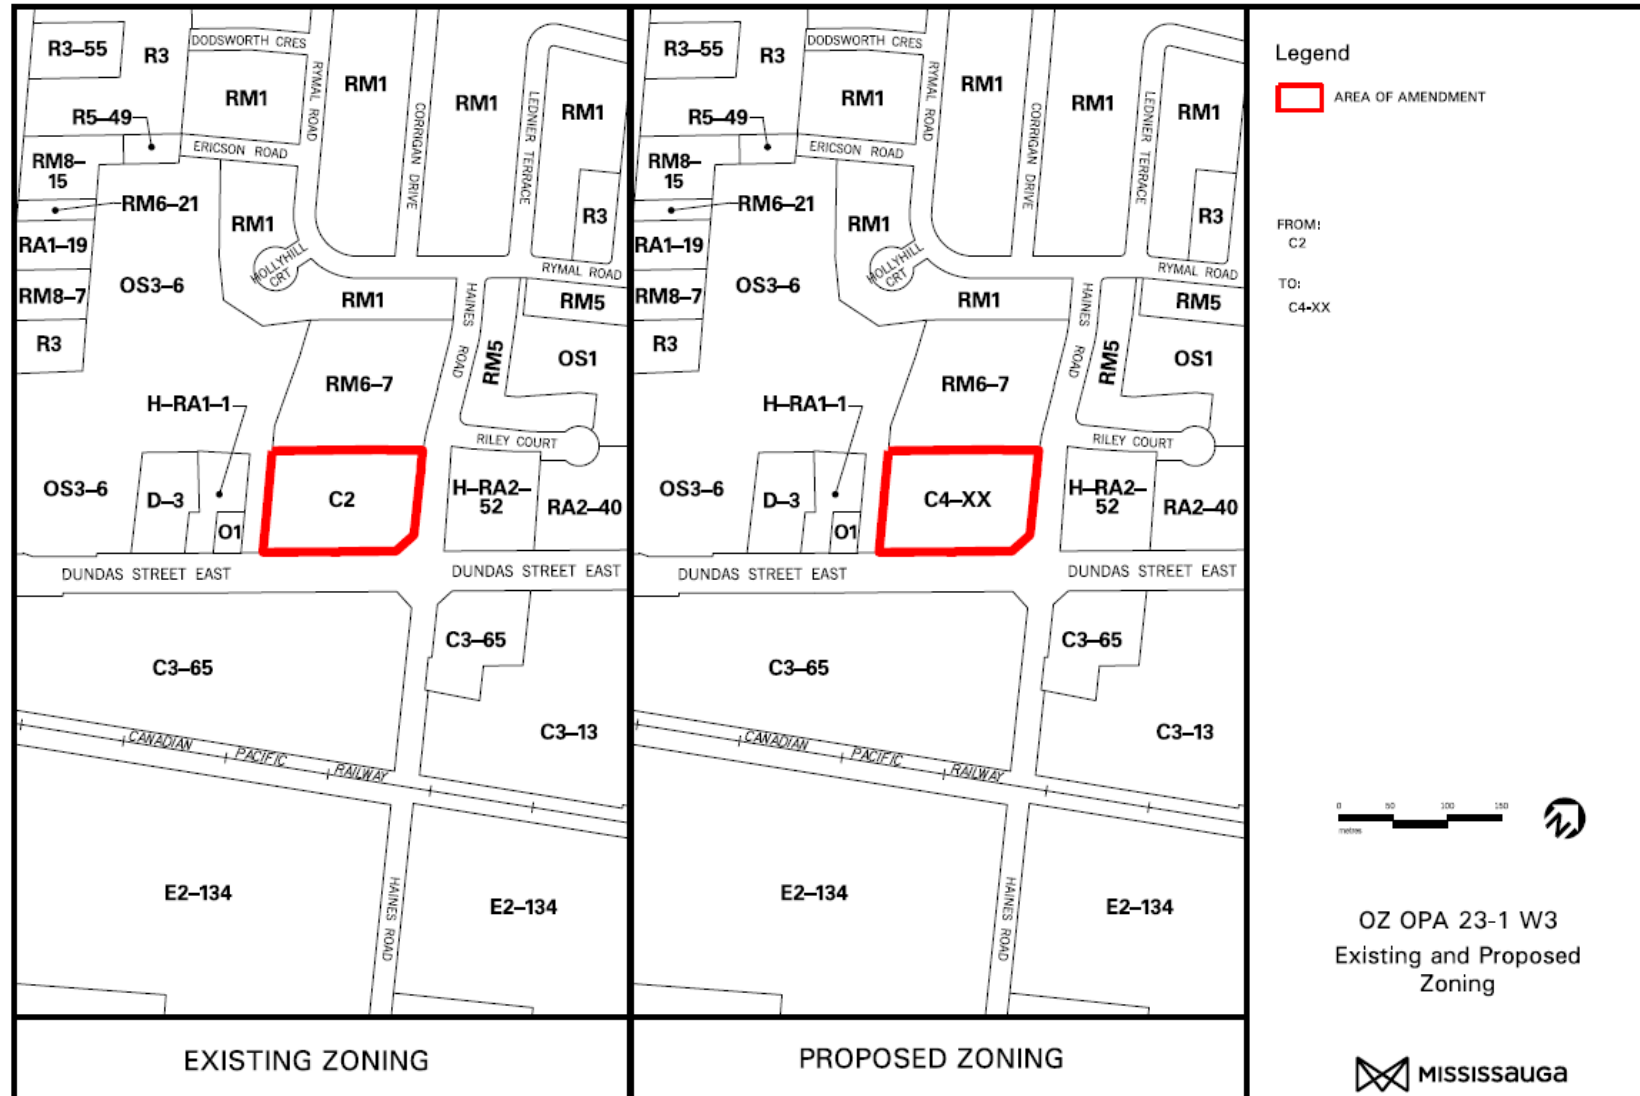 R3–55
R3
DODSWORTH CRES
RYMAL ROAD
RM1
RM1
CORRIGAN DRIVE
RM1
LEDNIER TERRACE
RM1
R5–49
ERICSON ROAD
RM8–
15
RM6–21
RM1
R3
RA1–19
HOLLYHILL
CRT
RYMAL ROAD
RM8–7
OS3–6
RM1
HAINES
ROAD
RM5
R3
RM5
OS1
RM6–7
H–RA1–1
RILEY COURT
OS3–6
D–3
C2
H–RA2–
52
RA2–40
O1
DUNDAS STREET EAST
DUNDAS STREET EAST
C3–65
C3–65
C3–13
CANADIAN PACIFIC RAILWAY
E2–134
HAINES ROAD
E2–134
EXISTING ZONING
R3–55
R3
DODSWORTH CRES
RYMAL ROAD
RM1
RM1
CORRIGAN DRIVE
RM1
LEDNIER TERRACE
RM1
R5–49
ERICSON ROAD
RM8–
15
RM6–21
RM1
R3
RA1–19
HOLLYHILL
CRT
RYMAL ROAD
RM8–7
OS3–6
RM1
HAINES
ROAD
RM5
R3
RM5
OS1
RM6–7
H–RA1–1
RILEY COURT
OS3–6
D–3
C4–XX
H–RA2–
52
RA2–40
O1
DUNDAS STREET EAST
DUNDAS STREET EAST
C3–65
C3–65
C3–13
CANADIAN PACIFIC RAILWAY
E2–134
HAINES ROAD
E2–134
PROPOSED ZONING
Legend
AREA OF AMENDMENT
FROM:
C2
TO:
C4-XX
0 50 100 150
metres
N
OZ OPA 23-1 W3
Existing and Proposed
Zoning
MISSISSauGa